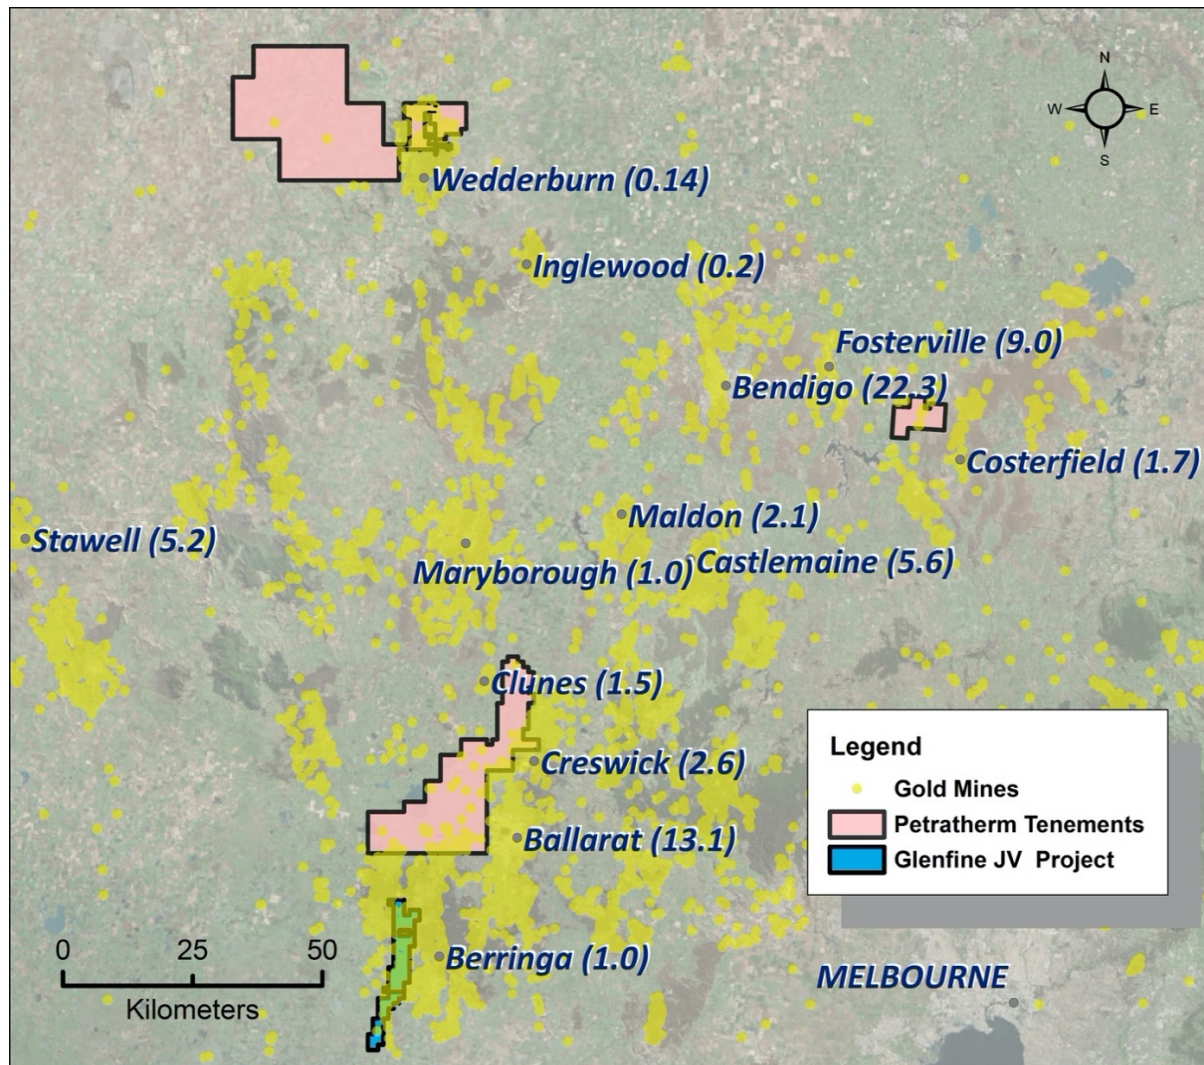 N
W E
S
Wedderburn (0.14)
Inglewood (0.2)
Fosterville (9.0)
Bendigo (22.3)
Costerfield (1.7)
Maldon (2.1)
Stawell (5.2)
Castlemaine (5.6)
Maryborough (1.0)
Clunes (1.5)
Creswick (2.6)
Ballarat (13.1)
Berringa (1.0)
MELBOURNE
Legend
Gold Mines
Petratherm Tenements
Glenfine JV Project
0 25 50
Kilometers